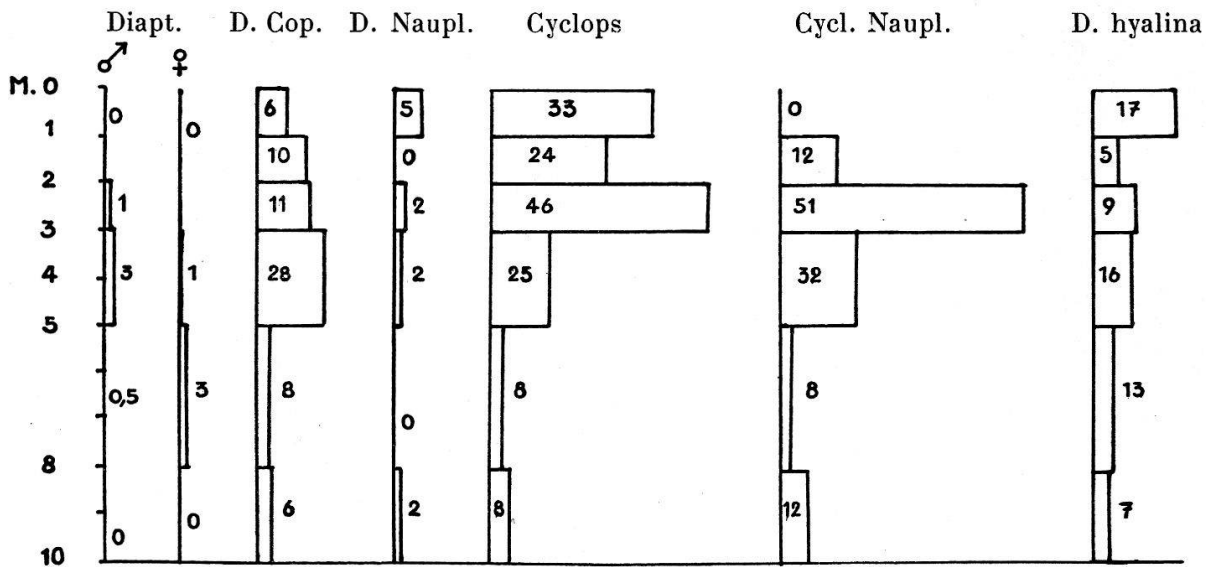 Diapt. D. Cop. D. Naupl. Cyclops Cycl. Naupl. D. hyalina
♂ ♀
M. 0
0 0 6 5 33 0 17
1
10 0 24 12 5
2
1 11 2 46 51 9
3
4 3 1 28 2 25 32 16
5
0,5 3 8 0 8 8 13
8
0 0 6 2 8 12 7
10